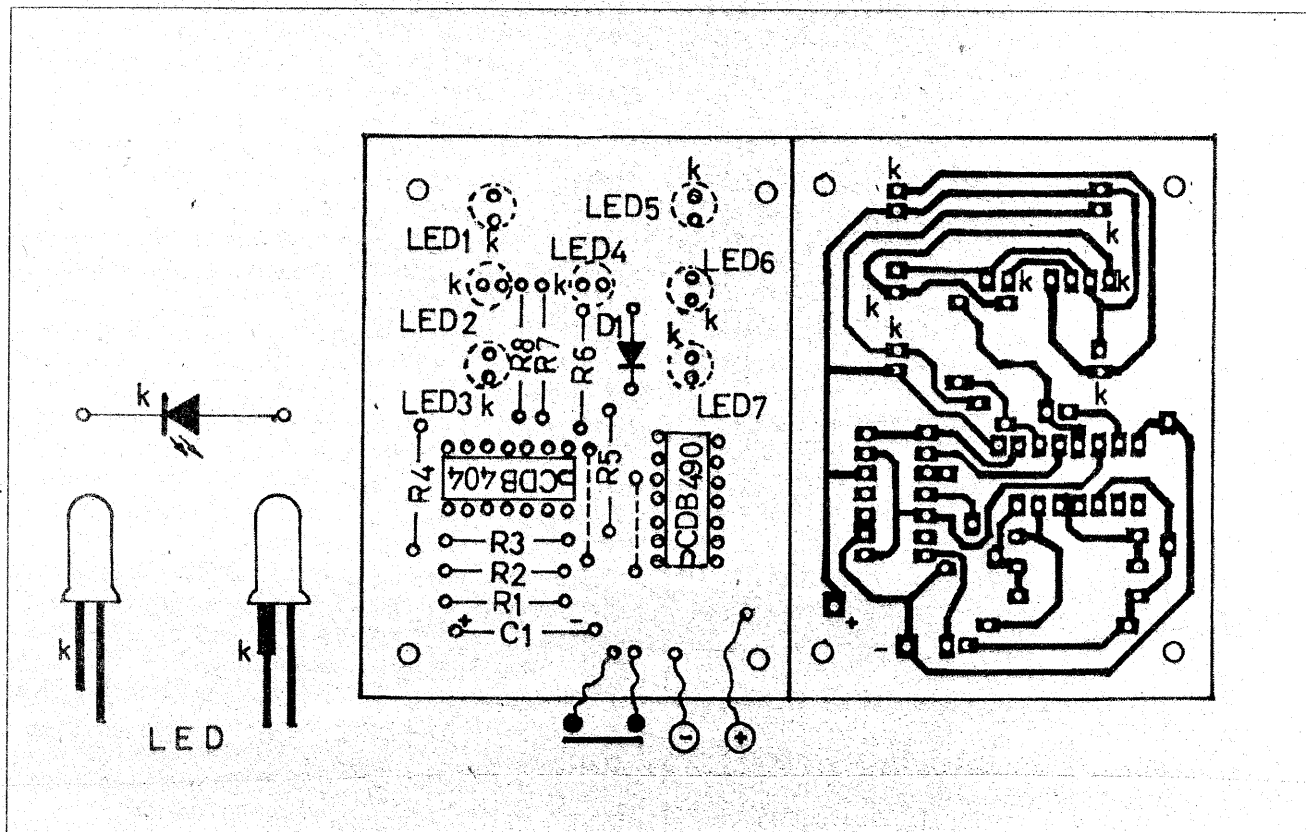 k
k
k
LED
LED1
k
LED5
k
LED4
k
LED6
k
LED2
k
D1
k
LED3
k
LED7
R8
R7
R6
R5
R4
CDB404
CDB490
R3
R2
R1
+ C1 -
- +
k
k
k
k
k
k
k
+
-